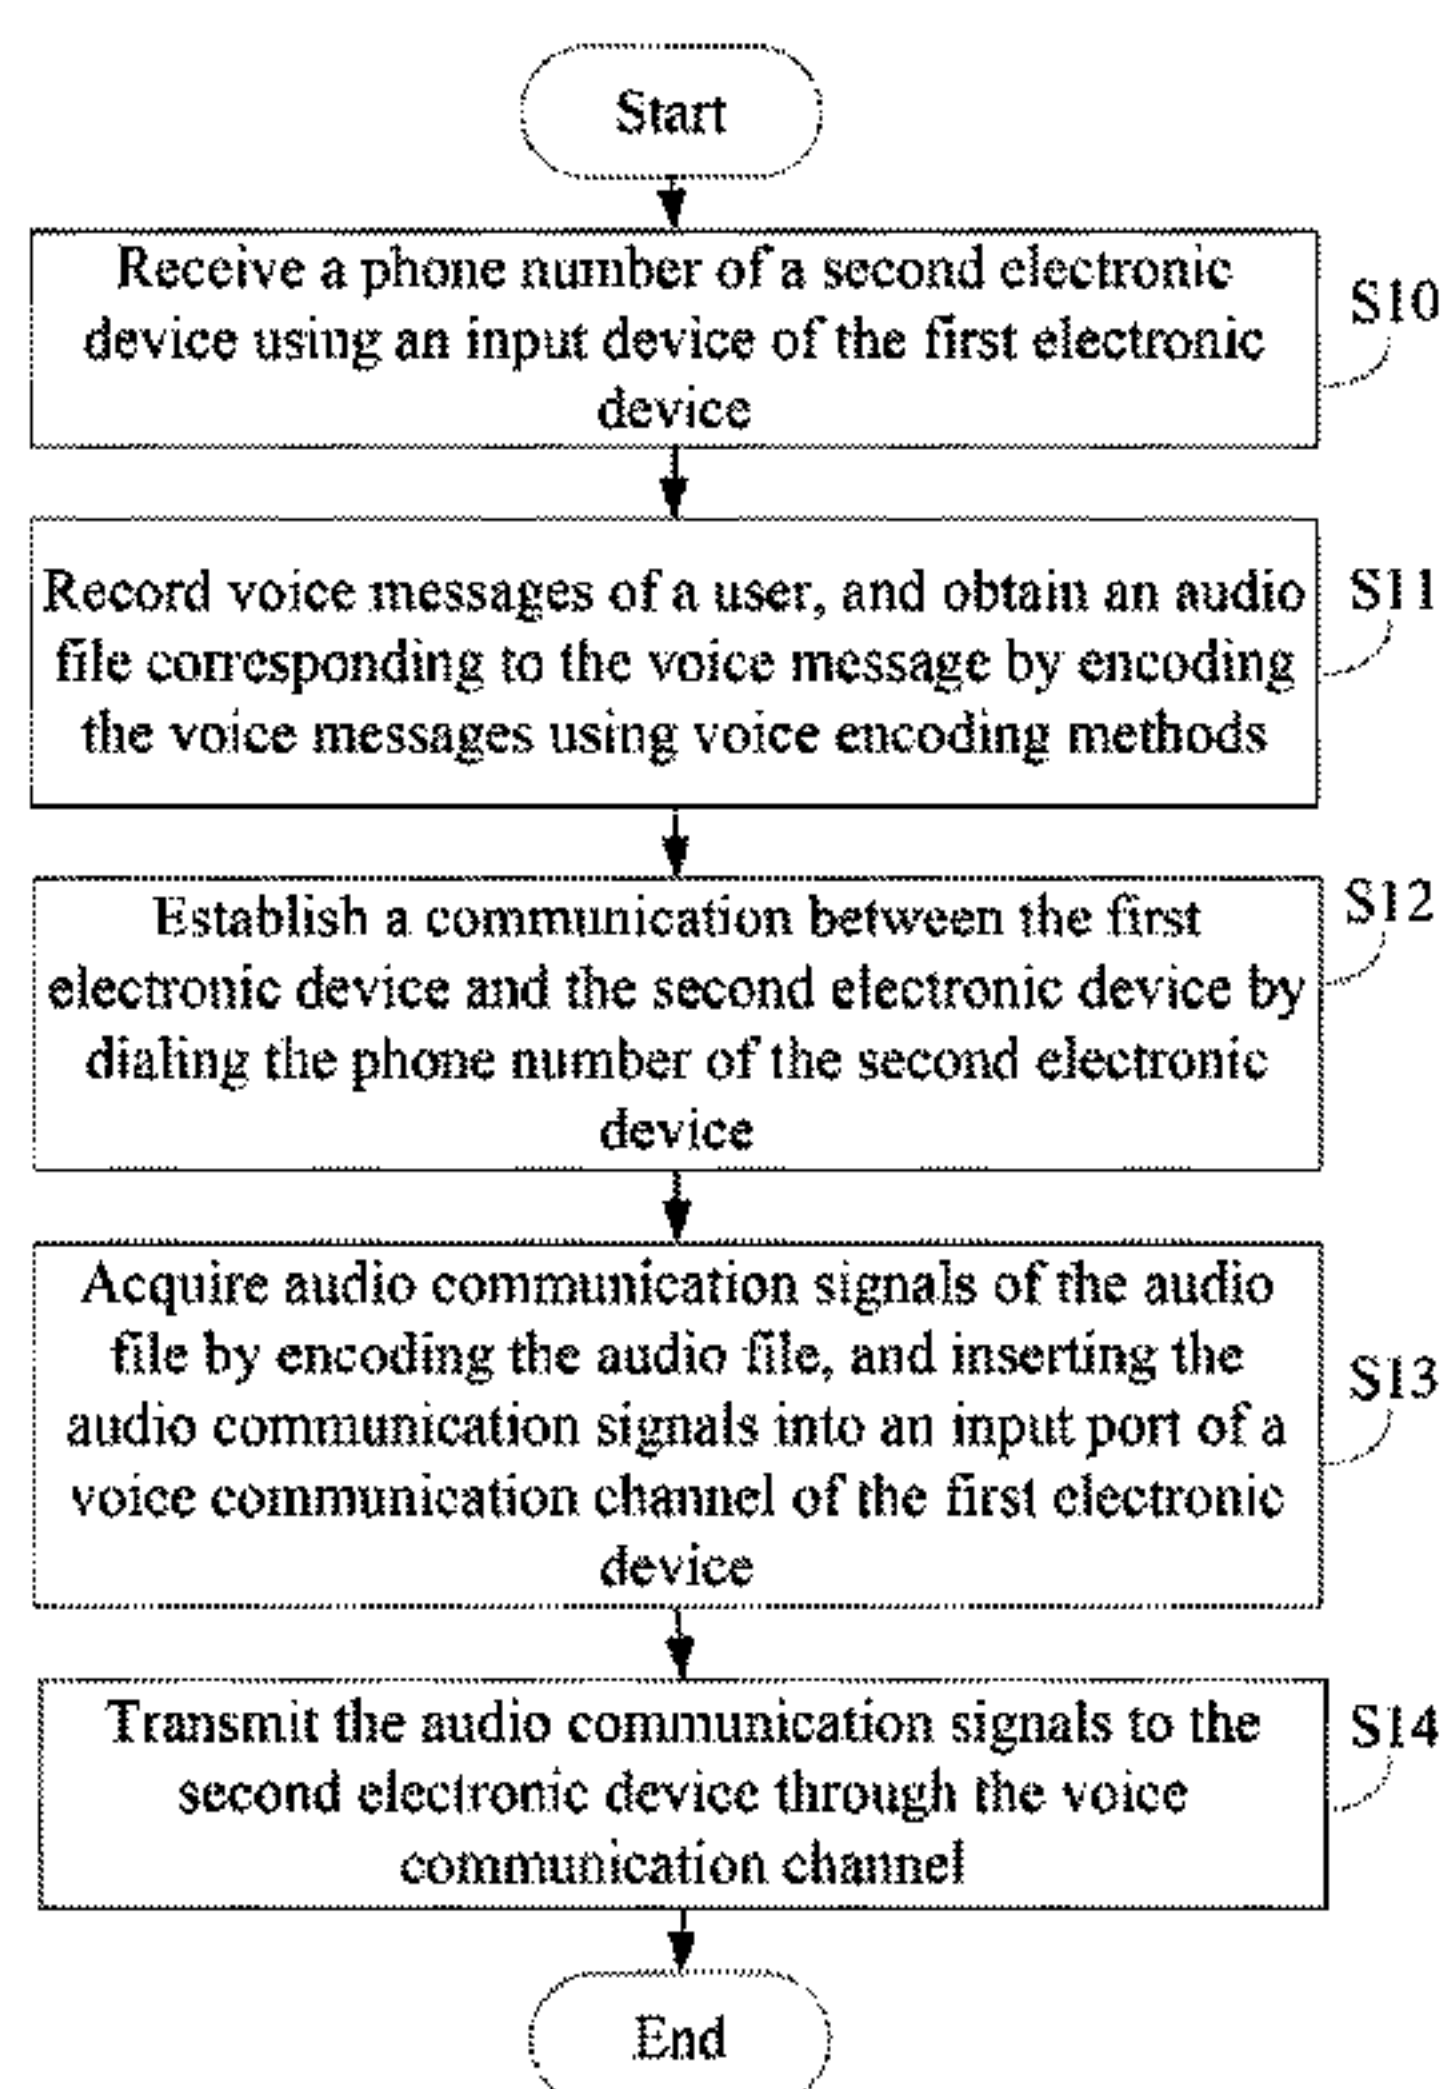 Start
Receive a phone number of a second electronic
device using an input device of the first electronic
device
S10
Record voice messages of a user, and obtain an audio
file corresponding to the voice message by encoding
the voice messages using voice encoding methods
S11
Establish a communication between the first
electronic device and the second electronic device by
dialing the phone number of the second electronic
device
S12
Acquire audio communication signals of the audio
file by encoding the audio file, and inserting the
audio communication signals into an input port of a
voice communication channel of the first electronic
device
S13
Transmit the audio communication signals to the
second electronic device through the voice
communication channel
S14
End